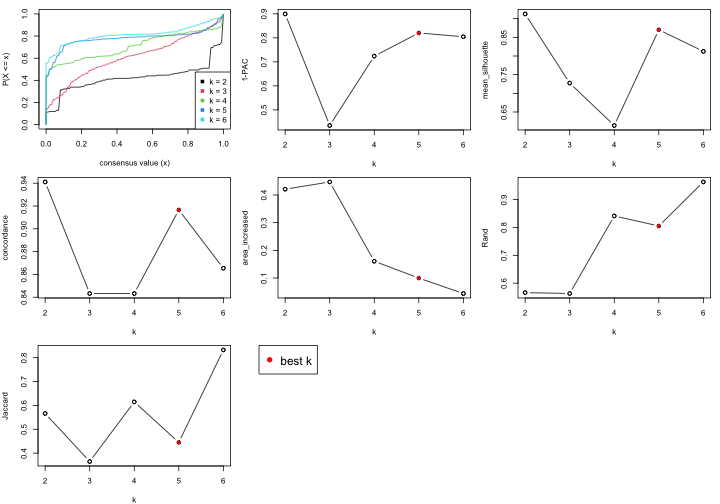 P(X <= x)
0.0 0.2 0.4 0.6 0.8 1.0
k = 2
k = 3
k = 4
k = 5
k = 6
0.0 0.2 0.4 0.6 0.8 1.0
consensus value (x)
1-PAC
0.5 0.6 0.7 0.8 0.9
2 3 4 5 6
k
mean_silhouette
0.65 0.75 0.85
2 3 4 5 6
k
concordance
0.84 0.86 0.88 0.90 0.92 0.94
2 3 4 5 6
k
area_increased
0.1 0.2 0.3 0.4
2 3 4 5 6
k
Rand
0.6 0.7 0.8 0.9
2 3 4 5 6
k
Jaccard
0.4 0.5 0.6 0.7 0.8
2 3 4 5 6
k
best k